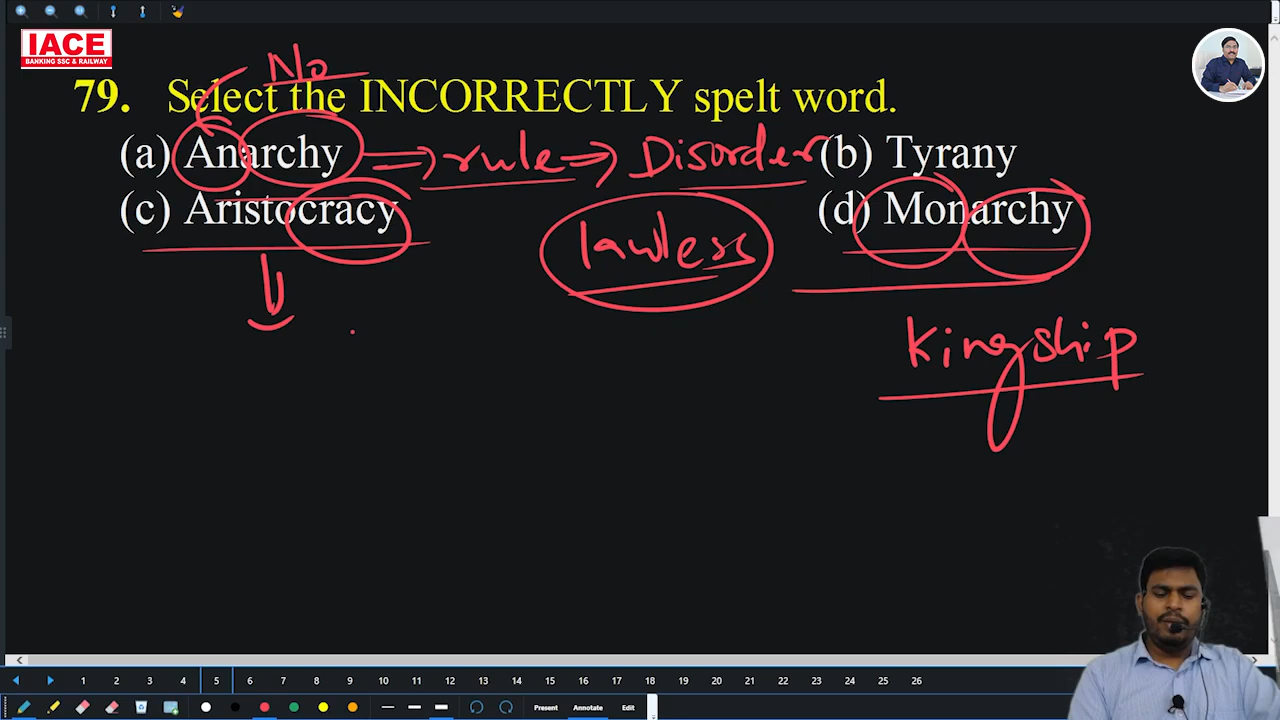 IACE
BANKING SSC & RAILWAY
No
79. Select the INCORRECTLY spelt word.
(a) Anarchy ⇒ rule ⇒ Disorder (b) Tyrany
(c) Aristocracy (d) Monarchy
lawless
Kingship
1 2 3 4 5 6 7 8 9 10 11 12 13 14 15 16 17 18 19 20 21 22 23 24 25 26
Present Annotate Edit